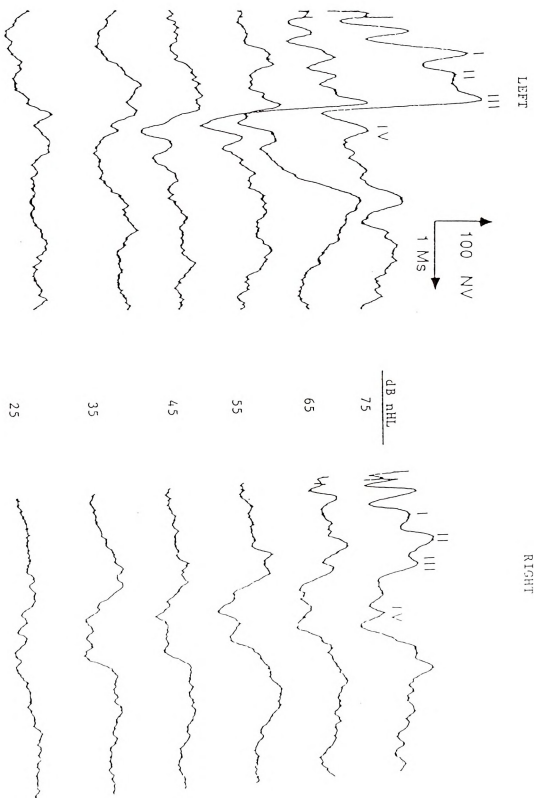 LEFT
I
II
III
IV
100 NV
1 Ms
dB nHL
75
65
55
45
35
25
RIGHT
I
II
III
IV